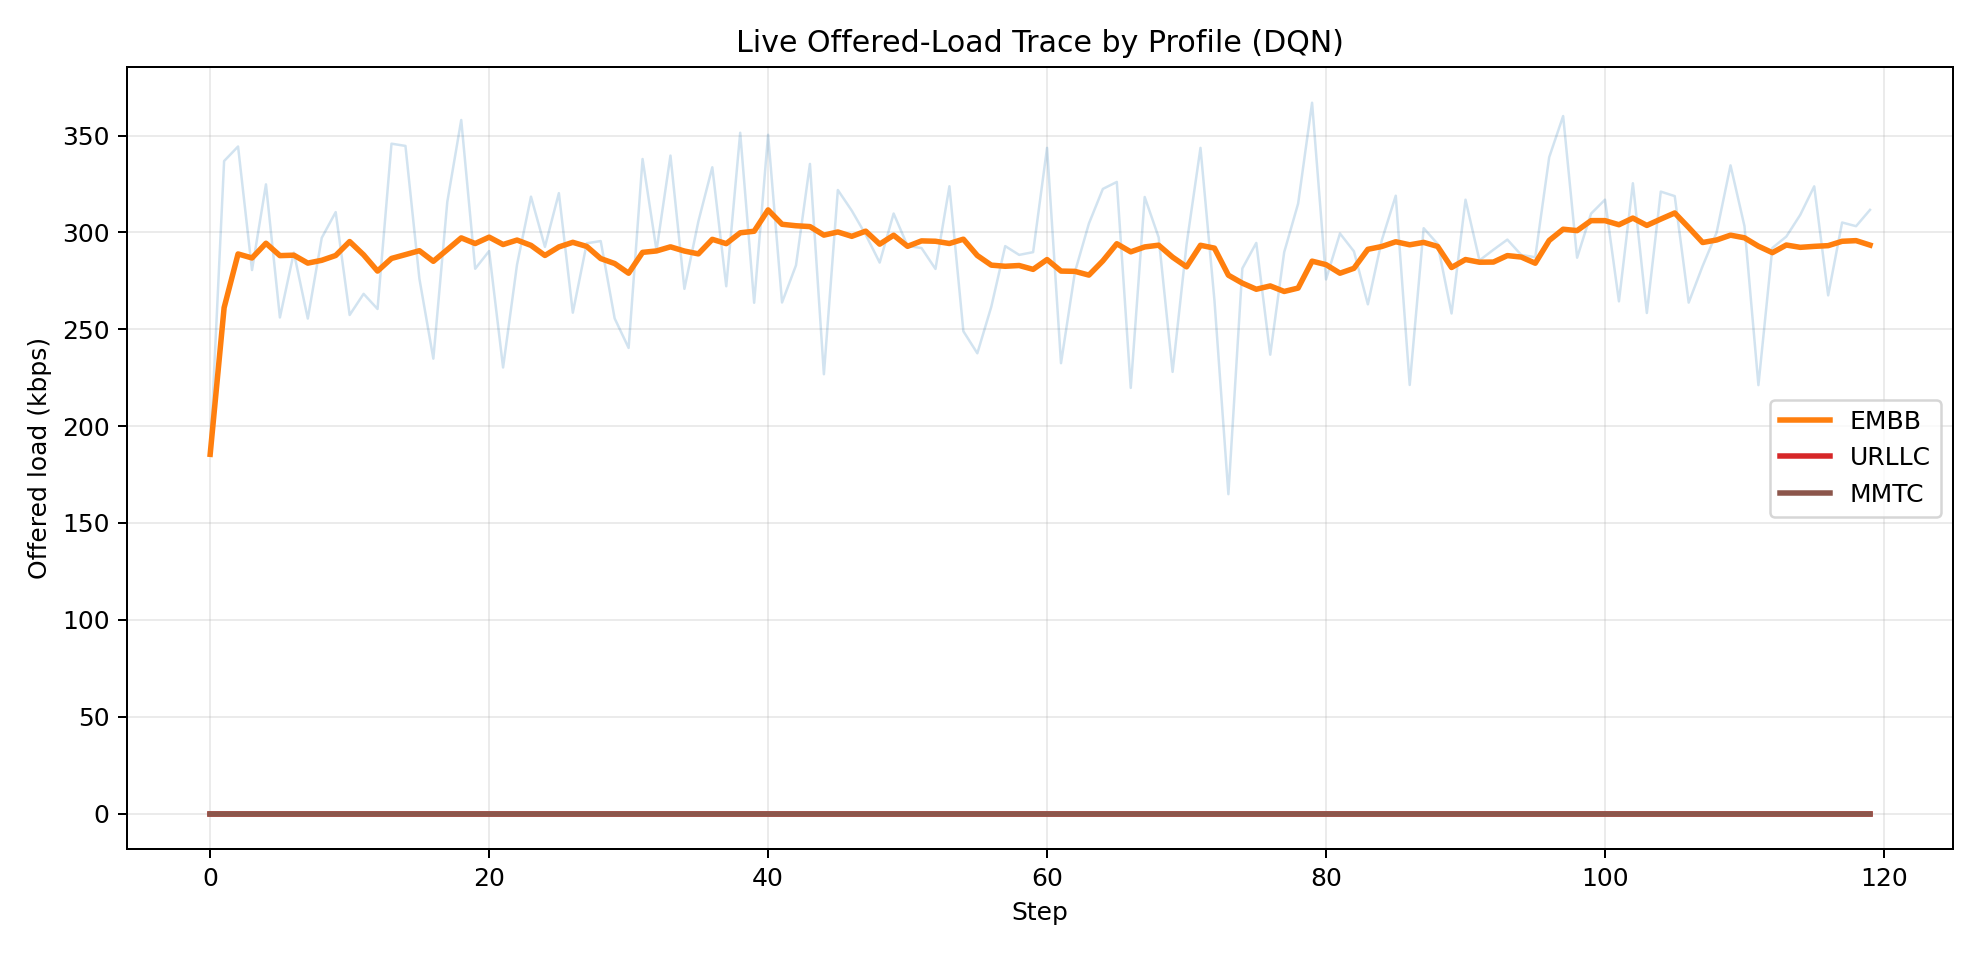 Live Offered-Load Trace by Profile (DQN)
Offered load (kbps)
350
300
250
200
150
100
50
0
EMBB
URLLC
MMTC
0 20 40 60 80 100 120
Step